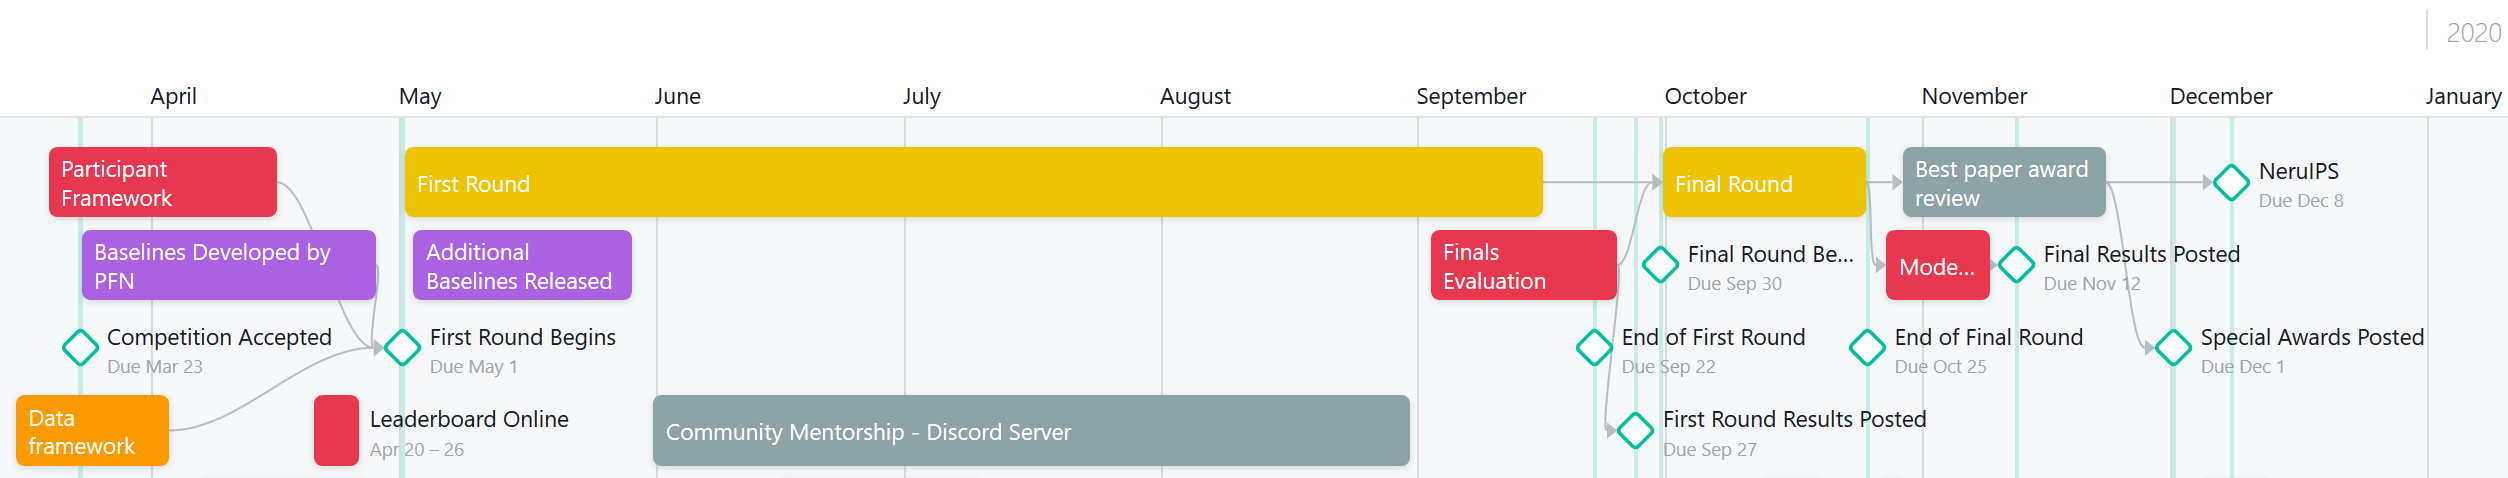 2020
April
May
June
July
August
September
October
November
December
January
Participant
Framework
First Round
Final Round
Best paper award
review
NeruIPS
Due Dec 8
Baselines Developed by
PFN
Additional
Baselines Released
Finals
Evaluation
Final Round Be...
Due Sep 30
Mode...
Final Results Posted
Due Nov 12
Competition Accepted
Due Mar 23
First Round Begins
Due May 1
End of First Round
Due Sep 22
End of Final Round
Due Oct 25
Special Awards Posted
Due Dec 1
Data
framework
Leaderboard Online
Apr 20 – 26
Community Mentorship - Discord Server
First Round Results Posted
Due Sep 27